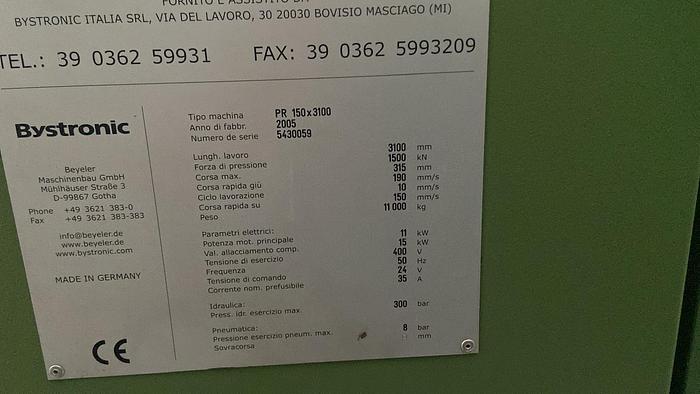 FORNITO E ASSISTITO DA
BYSTRONIC ITALIA SRL, VIA DEL LAVORO, 30 20030 BOVISIO MASCIAGO (MI)
TEL.: 39 0362 59931 FAX: 39 0362 5993209
Bystronic
Beyeler
Maschinenbau GmbH
Mühlhäuser Straße 3
D-99867 Gotha
Phone +49 3621 383-0
Fax +49 3621 383-383
info@beyeler.de
www.beyeler.de
www.bystronic.com
MADE IN GERMANY
CE
Tipo machina PR 150x3100
Anno di fabbr. 2005
Numero de serie 5430059
Lungh. lavoro 3100 mm
Forza di pressione 1500 kN
Corsa max. 315 mm
Corsa rapida giù 190 mm/s
Ciclo lavorazione 10 mm/s
Corsa rapida su 150 mm/s
Peso 11 000 kg
Parametri elettrici:
Potenza mot. principale 11 kW
Val. allacciamento comp. 15 kW
Tensione di esercizio 400 V
Frequenza 50 Hz
Tensione di comando 24 V
Corrente nom. prefusibile 35 A
Idraulica:
Press. idr. esercizio max. 300 bar
Pneumatica:
Pressione esercizio pneum. max. 8 bar
Sovracorsa mm